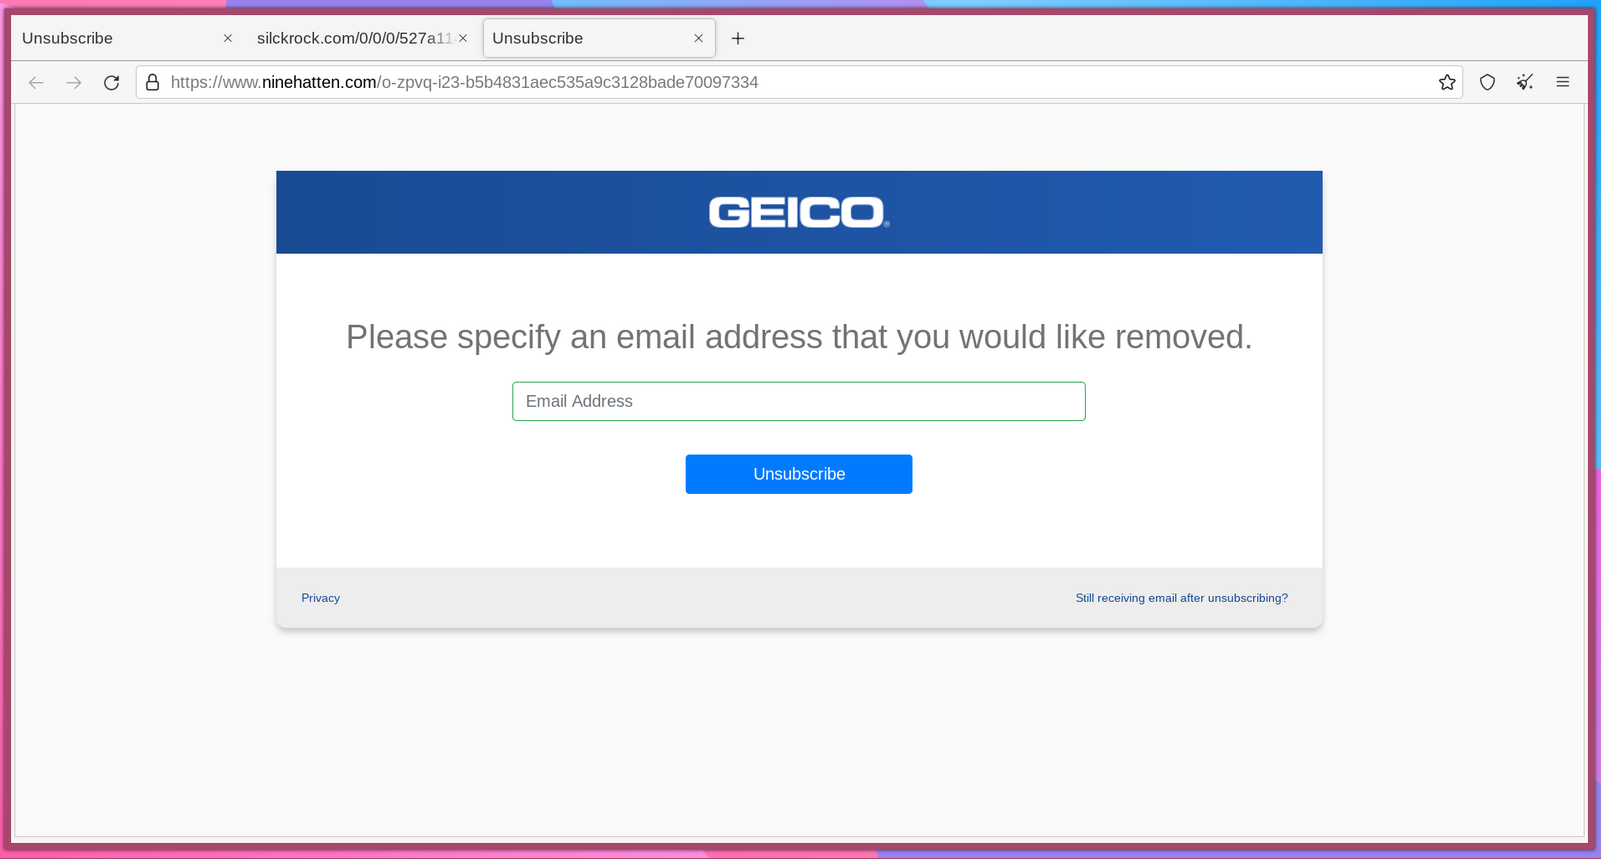 Unsubscribe
silckrock.com/0/0/0/527a11
Unsubscribe
https://www.ninehatten.com/o-zpvq-i23-b5b4831aec535a9c3128bade70097334
GEICO®
Please specify an email address that you would like removed.
Email Address
Unsubscribe
Privacy
Still receiving email after unsubscribing?